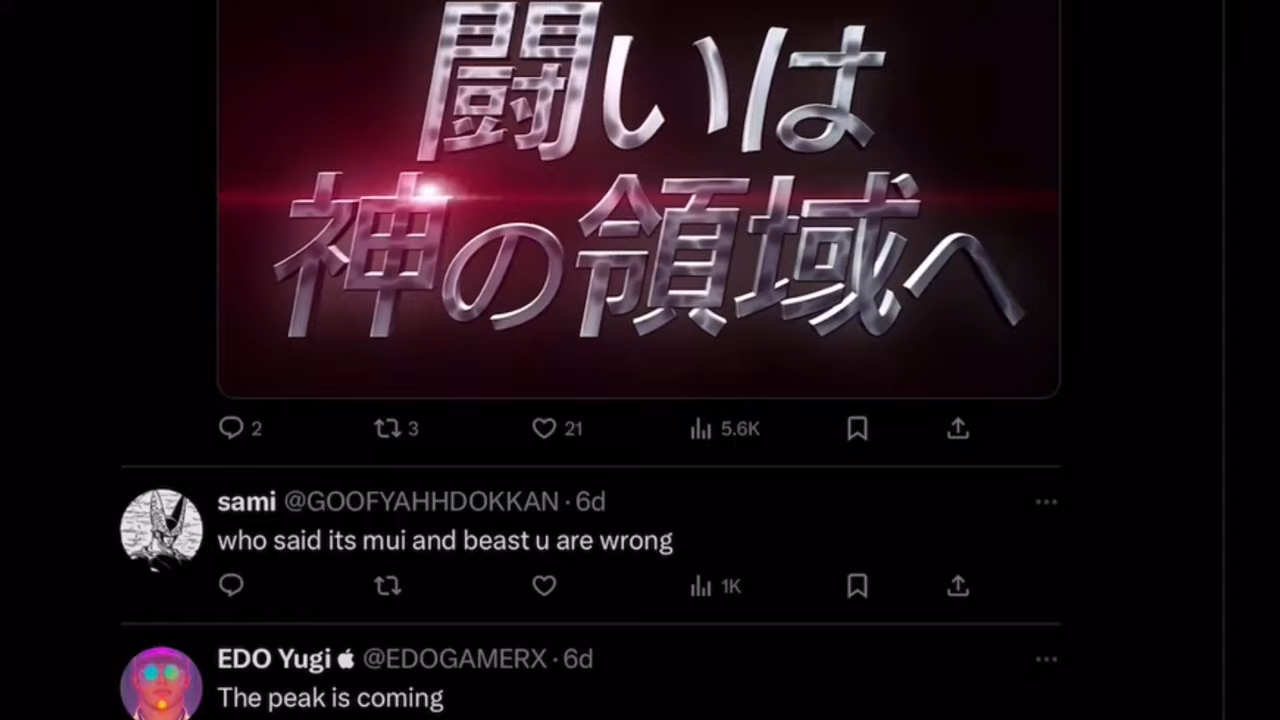 闘いは
神の領域へ
2 3 21 5.6K
sami @GOOFYAHHDOKKAN · 6d
who said its mui and beast u are wrong
1K
EDO Yugi @EDOGAMERX · 6d
The peak is coming